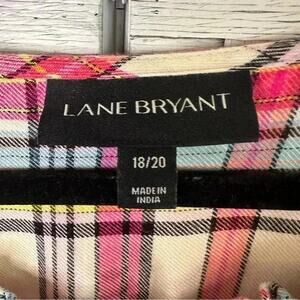 LANE BRYANT
18/20
MADE IN
INDIA